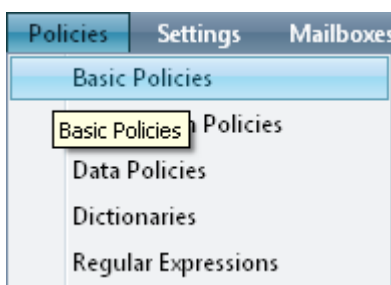 Policies Settings Mailboxes
Basic Policies
Basic Policies Policies
Data Policies
Dictionaries
Regular Expressions